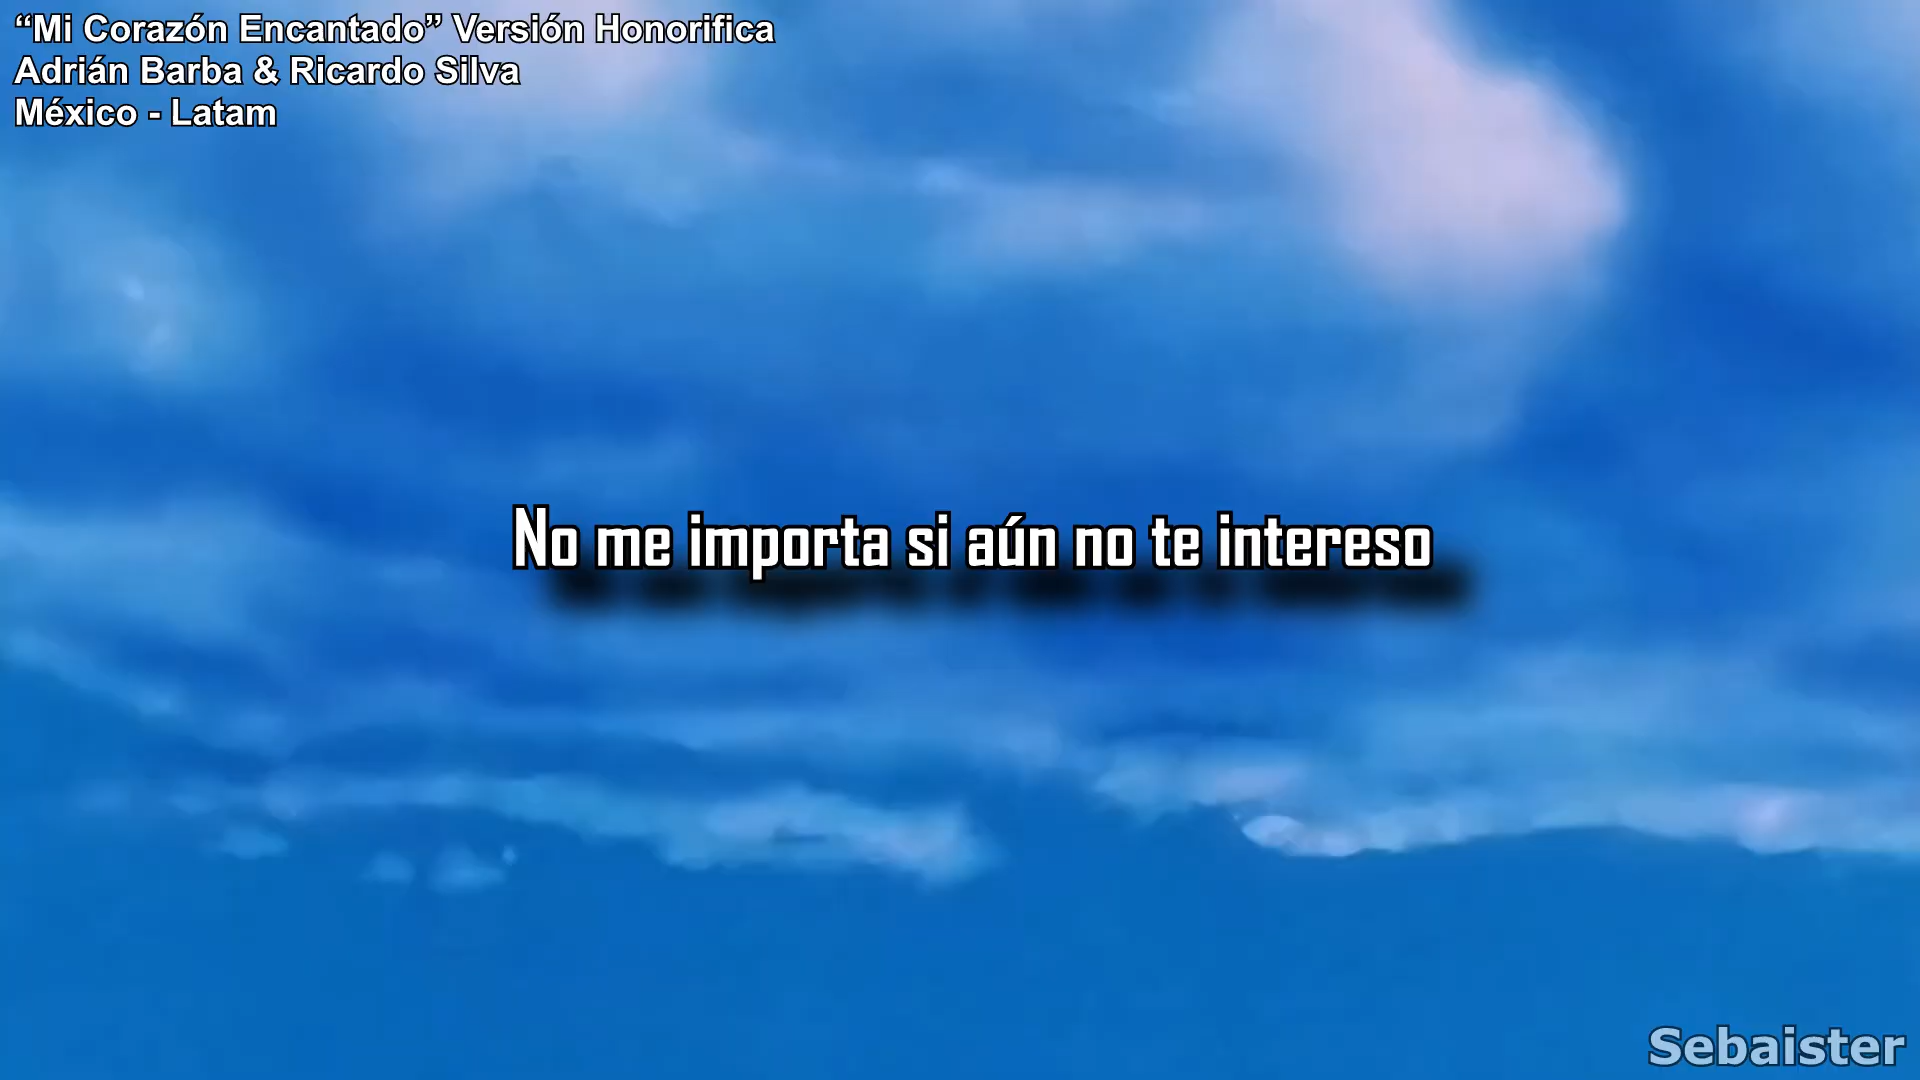 “Mi Corazón Encantado” Versión Honorifica
Adrián Barba & Ricardo Silva
México - Latam
No me importa si aún no te intereso
Sebaister